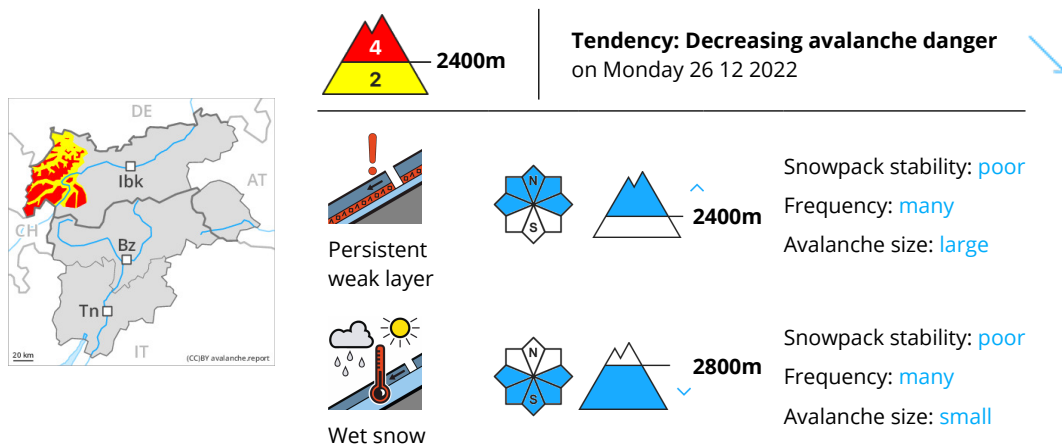 4
2
2400m
Tendency: Decreasing avalanche danger
on Monday 26 12 2022
DE
AT
CH
IT
Ibk
Bz
Tn
20 km
(CC)BY avalanche.report
Persistent
weak layer
N
S
2400m
Snowpack stability: poor
Frequency: many
Avalanche size: large
Wet snow
N
S
2800m
Snowpack stability: poor
Frequency: many
Avalanche size: small